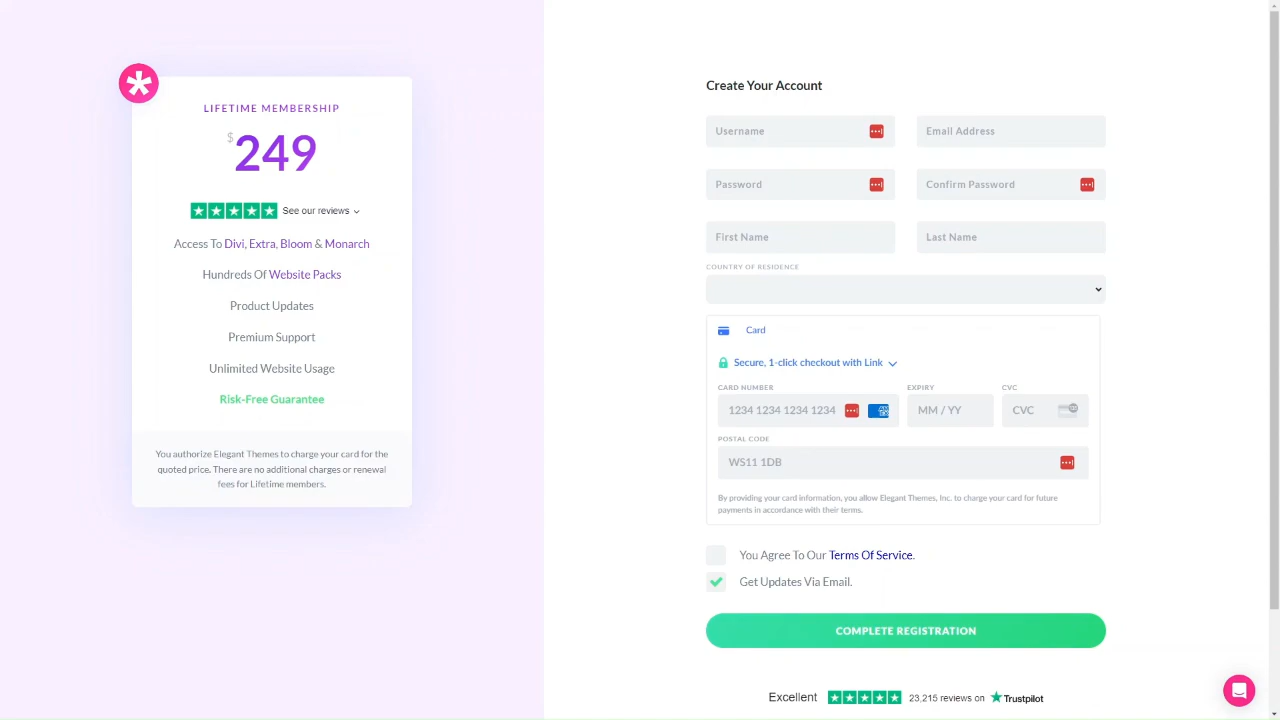 LIFETIME MEMBERSHIP
$249
See our reviews
Access To Divi, Extra, Bloom & Monarch
Hundreds Of Website Packs
Product Updates
Premium Support
Unlimited Website Usage
Risk-Free Guarantee
You authorize Elegant Themes to charge your card for the
quoted price. There are no additional charges or renewal
fees for Lifetime members.
Create Your Account
Username
Email Address
Password
Confirm Password
First Name
Last Name
COUNTRY OF RESIDENCE
Card
Secure, 1-click checkout with Link
CARD NUMBER
EXPIRY
CVC
1234 1234 1234 1234
MM / YY
CVC
POSTAL CODE
WS11 1DB
By providing your card information, you allow Elegant Themes, Inc. to charge your card for future
payments in accordance with their terms.
You Agree To Our Terms Of Service.
Get Updates Via Email.
COMPLETE REGISTRATION
Excellent 23,215 reviews on Trustpilot